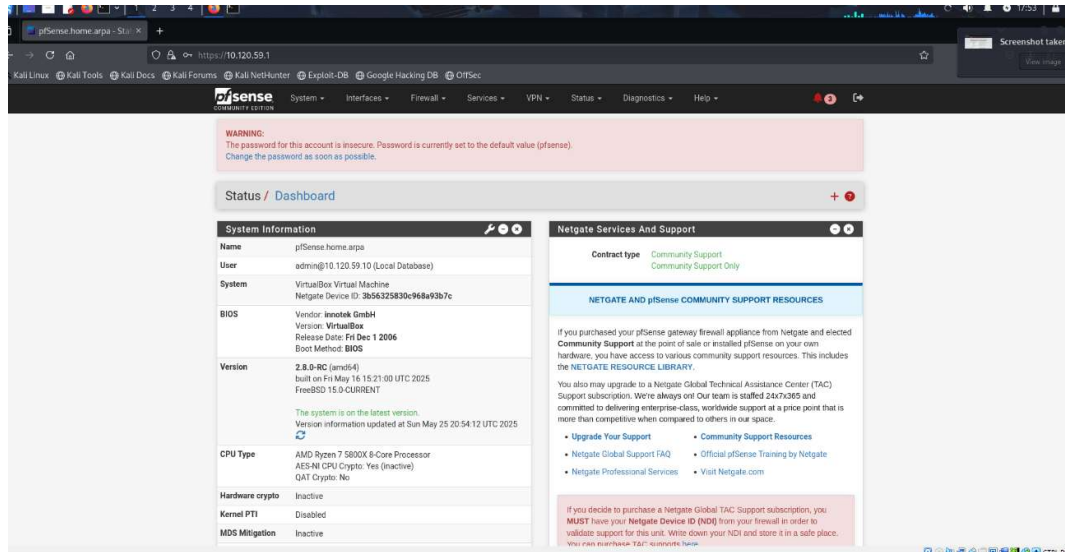 1 2 3 4
17:53
pfSense.home.arpa - Stat
Screenshot taken
View image
https://10.120.59.1
Kali Linux Kali Tools Kali Docs Kali Forums Kali NetHunter Exploit-DB Google Hacking DB OffSec
pfsense System Interfaces Firewall Services VPN Status Diagnostics Help
COMMUNITY EDITION
WARNING:
The password for this account is insecure. Password is currently set to the default value (pfsense).
Change the password as soon as possible.
Status / Dashboard
System Information
Name pfSense.home.arpa
User admin@10.120.59.10 (Local Database)
System VirtualBox Virtual Machine
Netgate Device ID: 3b56325830c968a93b7c
BIOS Vendor: innotek GmbH
Version: VirtualBox
Release Date: Fri Dec 1 2006
Boot Method: BIOS
Version 2.8.0-RC (amd64)
built on Fri May 16 15:21:00 UTC 2025
FreeBSD 15.0-CURRENT
The system is on the latest version.
Version information updated at Sun May 25 20:54:12 UTC 2025
CPU Type AMD Ryzen 7 5800X 8-Core Processor
AES-NI CPU Crypto: Yes (inactive)
QAT Crypto: No
Hardware crypto Inactive
Kernel PTI Disabled
MDS Mitigation Inactive
Netgate Services And Support
Contract type Community Support
Community Support Only
NETGATE AND pfSense COMMUNITY SUPPORT RESOURCES
If you purchased your pfSense gateway firewall appliance from Netgate and elected
Community Support at the point of sale or installed pfSense on your own
hardware, you have access to various community support resources. This includes
the NETGATE RESOURCE LIBRARY.
You also may upgrade to a Netgate Global Technical Assistance Center (TAC)
Support subscription. We're always on! Our team is staffed 24x7x365 and
committed to delivering enterprise-class, worldwide support at a price point that is
more than competitive when compared to others in our space.
• Upgrade Your Support • Community Support Resources
• Netgate Global Support FAQ • Official pfSense Training by Netgate
• Netgate Professional Services • Visit Netgate.com
If you decide to purchase a Netgate Global TAC Support subscription, you
MUST have your Netgate Device ID (NDI) from your firewall in order to
validate support for this unit. Write down your NDI and store it in a safe place.
You can purchase TAC supports here